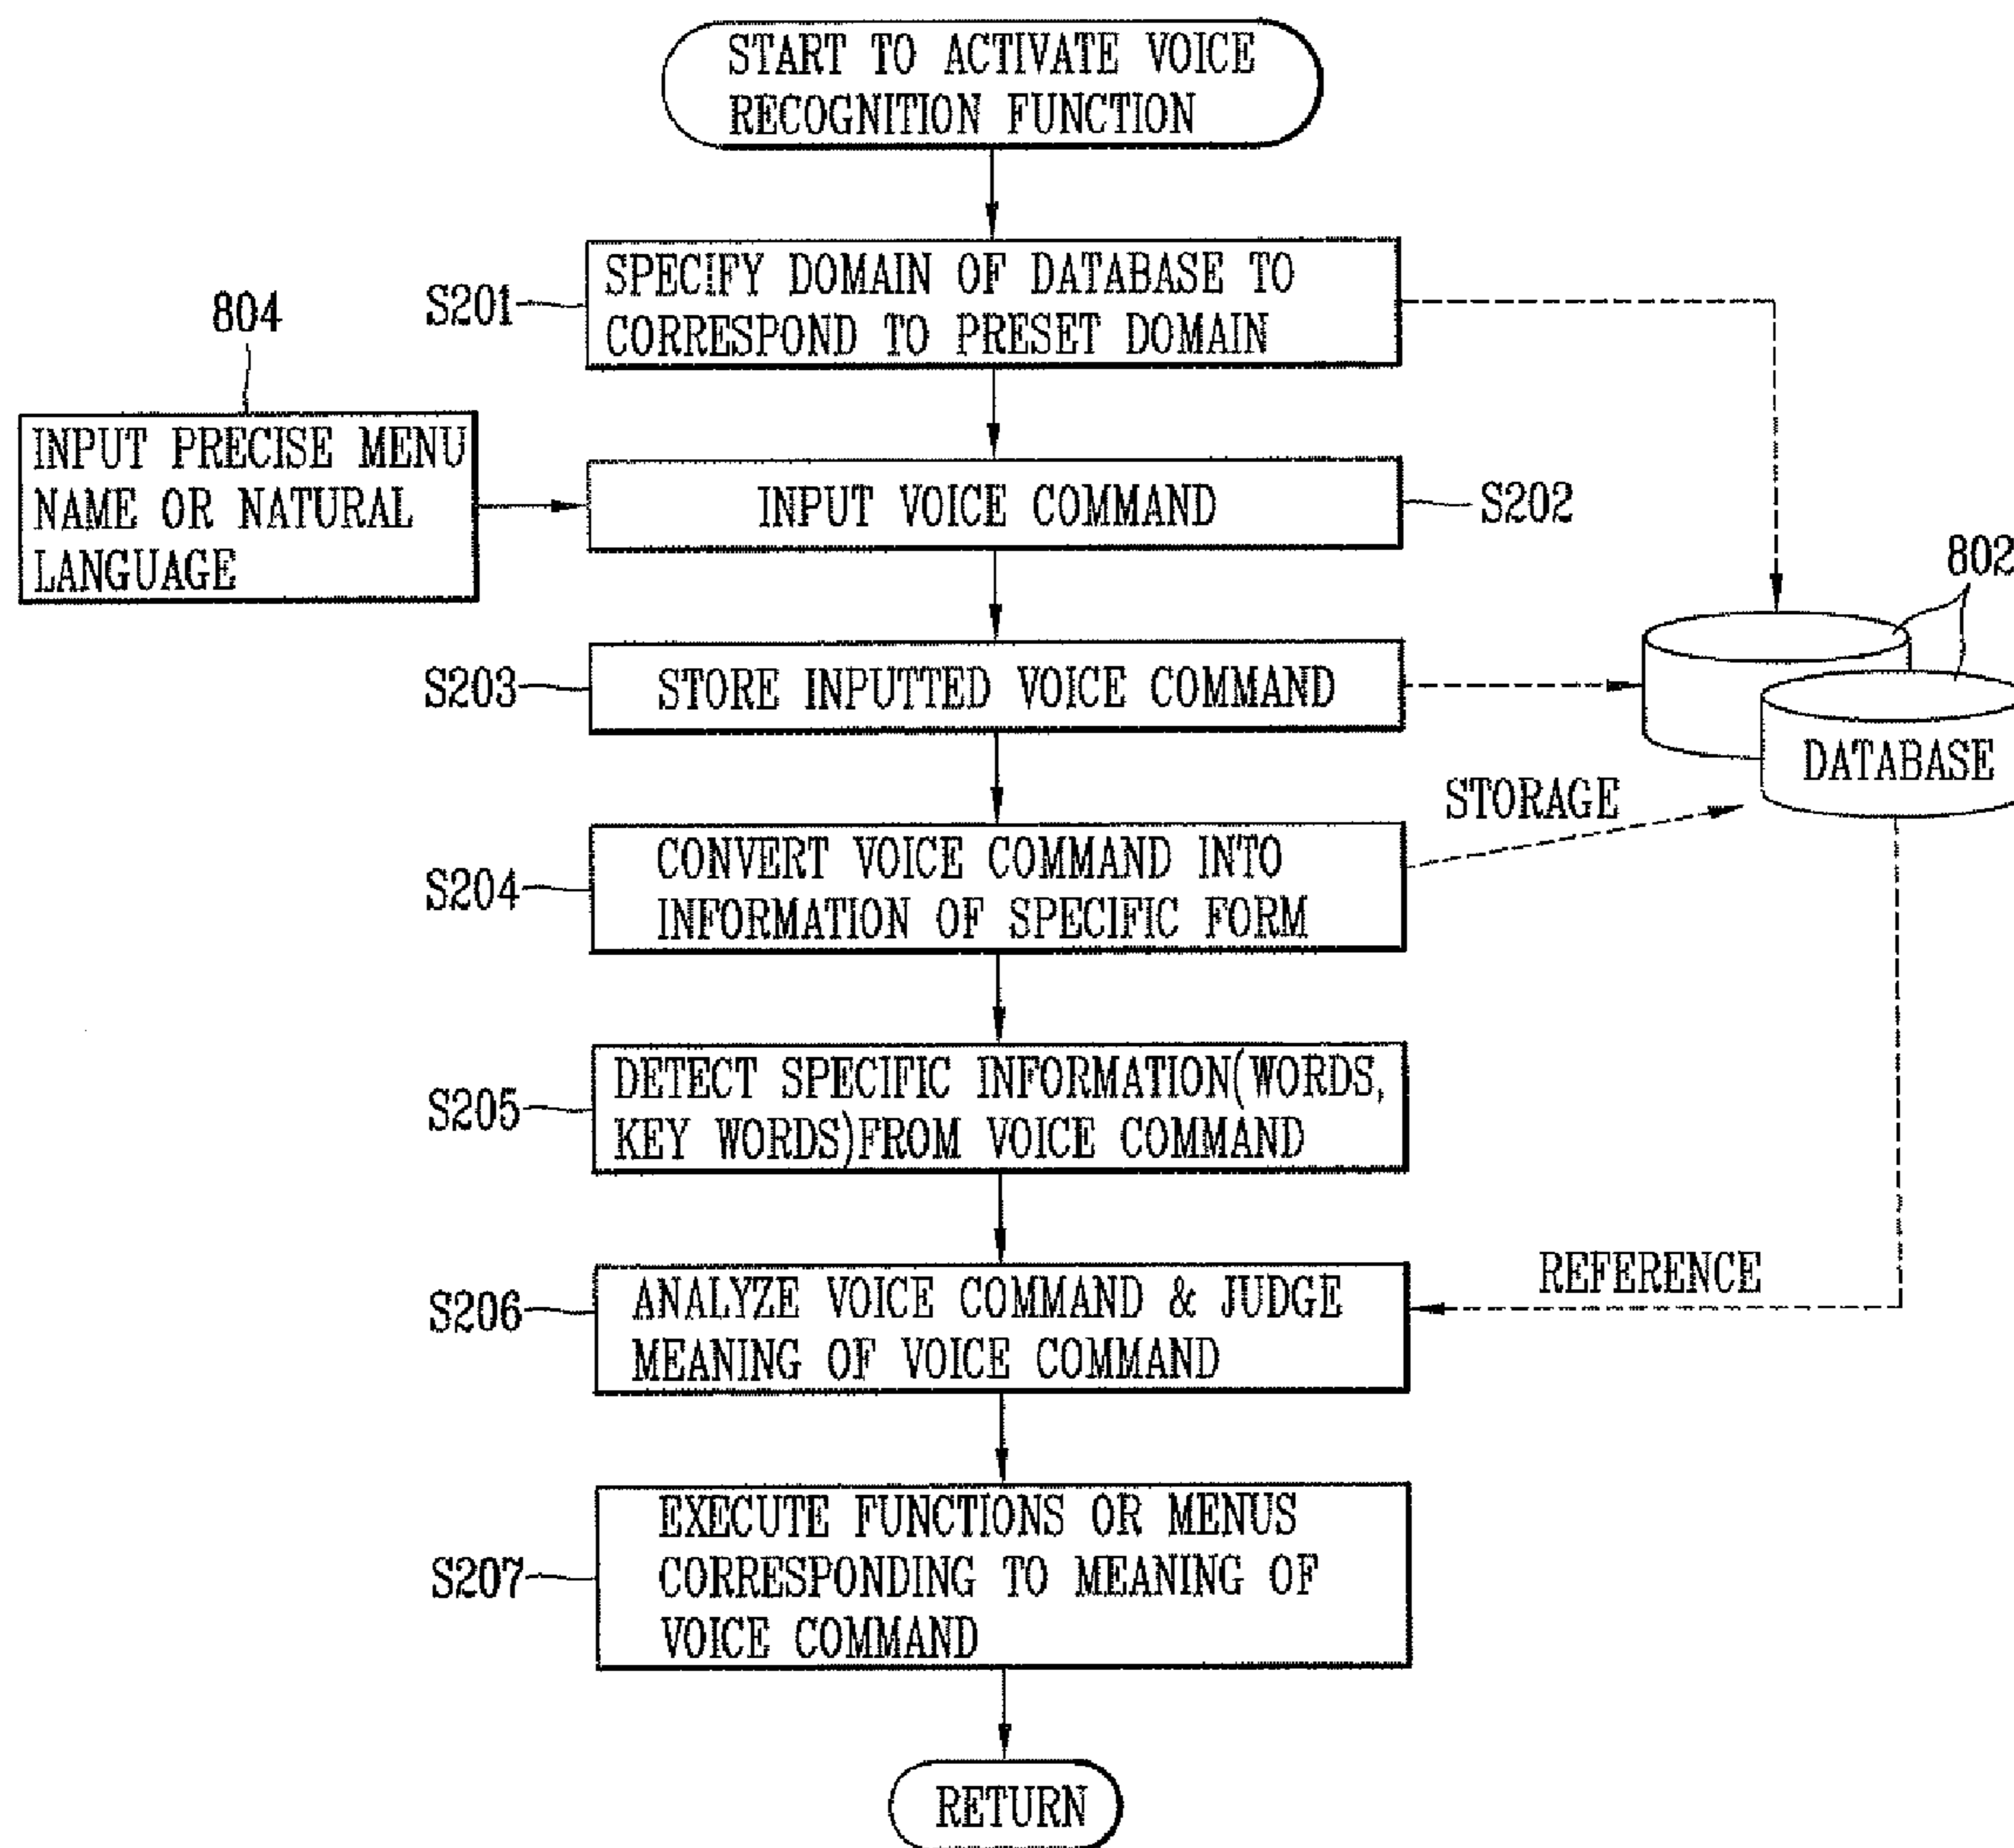 START TO ACTIVATE VOICE
RECOGNITION FUNCTION
S201
SPECIFY DOMAIN OF DATABASE TO
CORRESPOND TO PRESET DOMAIN
804
INPUT PRECISE MENU
NAME OR NATURAL
LANGUAGE
INPUT VOICE COMMAND
S202
802
S203
STORE INPUTTED VOICE COMMAND
DATABASE
STORAGE
S204
CONVERT VOICE COMMAND INTO
INFORMATION OF SPECIFIC FORM
S205
DETECT SPECIFIC INFORMATION(WORDS,
KEY WORDS)FROM VOICE COMMAND
REFERENCE
S206
ANALYZE VOICE COMMAND & JUDGE
MEANING OF VOICE COMMAND
S207
EXECUTE FUNCTIONS OR MENUS
CORRESPONDING TO MEANING OF
VOICE COMMAND
RETURN